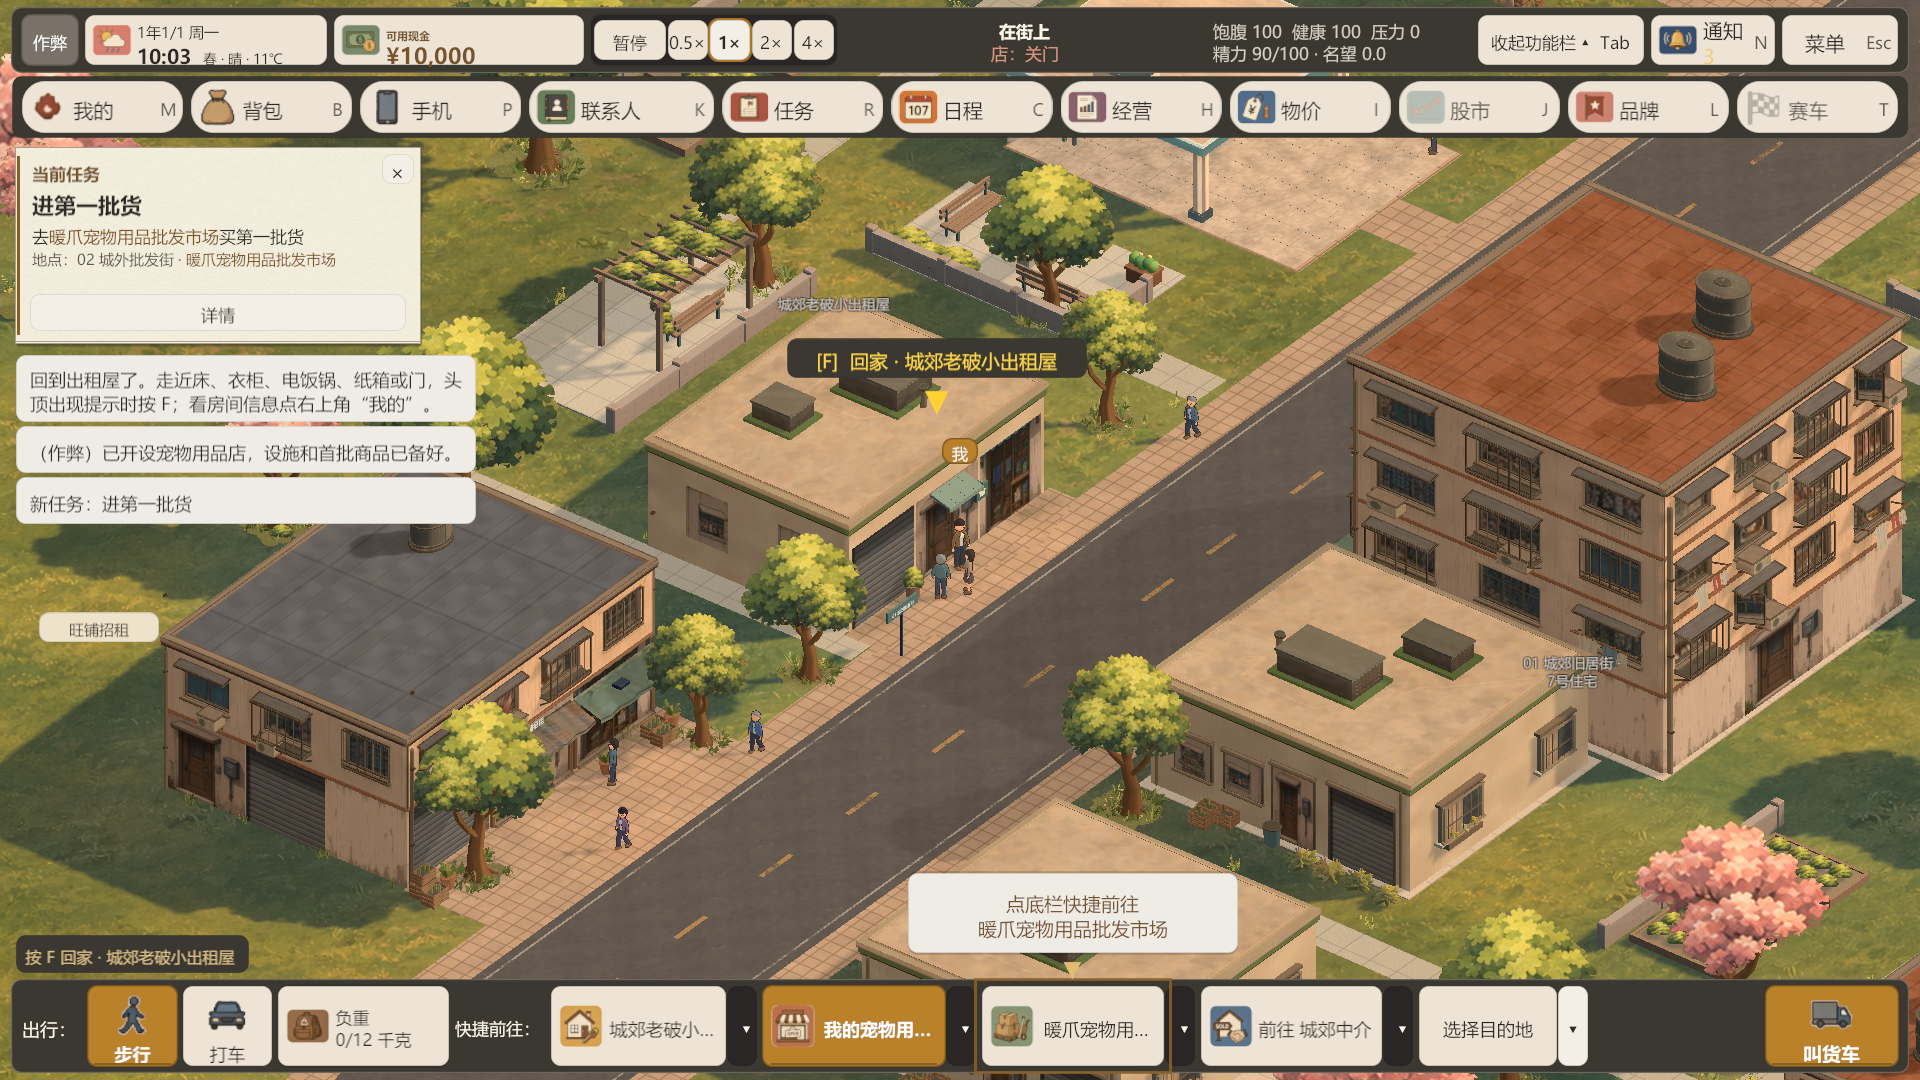 作弊
1年1/1 周一
10:03 春 · 晴 · 11℃
可用现金
¥10,000
暂停
0.5×
1×
2×
4×
在街上
店：关门
饱腹 100 健康 100 压力 0
精力 90/100 · 名望 0.0
收起功能栏 ▴ Tab
通知
3
N
菜单 Esc
我的 M
背包 B
手机 P
联系人 K
任务 R
107
日程 C
经营 H
物价 I
股市 J
品牌 L
赛车 T
当前任务
×
进第一批货
去暖爪宠物用品批发市场买第一批货
地点：02 城外批发街 · 暖爪宠物用品批发市场
详情
回到出租屋了。走近床、衣柜、电饭锅、纸箱或门，头
顶出现提示时按 F；看房间信息点右上角“我的”。
（作弊）已开设宠物用品店，设施和首批商品已备好。
新任务：进第一批货
城郊老破小出租屋
[F] 回家 · 城郊老破小出租屋
我
旺铺招租
01 城郊旧居街 ·
7号住宅
点底栏快捷前往
暖爪宠物用品批发市场
按 F 回家 · 城郊老破小出租屋
出行：
步行
打车
负重
0/12 千克
快捷前往：
城郊老破小...
▾
OPEN
我的宠物用...
▾
暖爪宠物用...
▾
SOLD
前往 城郊中介
▾
选择目的地
▾
叫货车